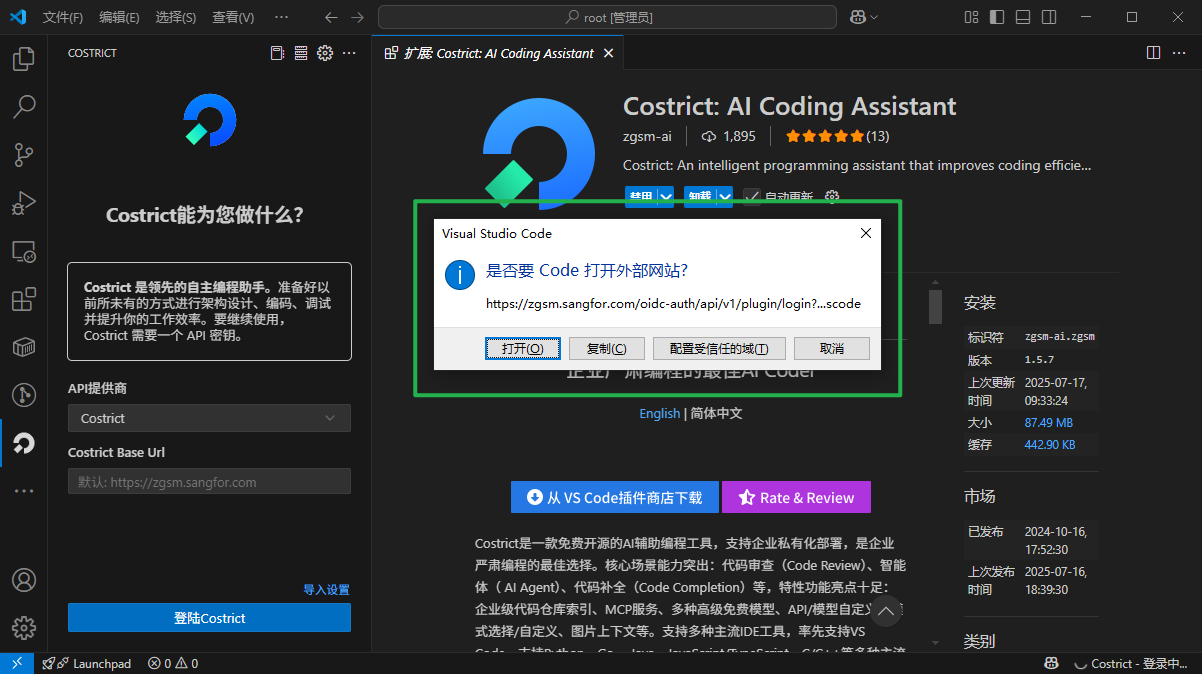 文件(F) 编辑(E) 选择(S) 查看(V) ··· root [管理员]
COSTRICT
扩展: Costrict: AI Coding Assistant
Costrict能为您做什么?
Costrict 是领先的自主编程助手。准备好以
前所未有的方式进行架构设计、编码、调试
并提升你的工作效率。要继续使用,
Costrict 需要一个 API 密钥。
API提供商
Costrict
Costrict Base Url
默认: https://zgsm.sangfor.com
导入设置
登陆Costrict
Costrict: AI Coding Assistant
zgsm-ai 1,895 (13)
Costrict: An intelligent programming assistant that improves coding efficie...
禁用 卸载 自动更新
Visual Studio Code
是否要 Code 打开外部网站?
https://zgsm.sangfor.com/oidc-auth/api/v1/plugin/login?...scode
打开(O) 复制(C) 配置受信任的域(T) 取消
English | 简体中文
从 VS Code插件商店下载 Rate & Review
Costrict是一款免费开源的AI辅助编程工具，支持企业私有化部署，是企业
严肃编程的最佳选择。核心场景能力突出：代码审查（Code Review）、智能
体（ AI Agent）、代码补全（Code Completion）等，特性功能亮点十足：
企业级代码仓库索引、MCP服务、多种高级免费模型、API/模型自定义
式选择/自定义、图片上下文等。支持多种主流IDE工具，率先支持VS
安装
标识符 zgsm-ai.zgsm
版本 1.5.7
上次更新时间 2025-07-17, 09:33:24
大小 87.49 MB
缓存 442.90 KB
市场
已发布 2024-10-16, 17:52:30
上次发布时间 2025-07-16, 18:39:30
类别
Launchpad 0 0 Costrict - 登录中...